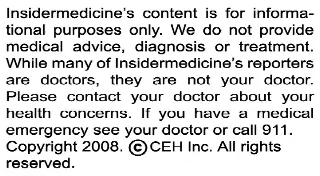 Insidermedicine's content is for informa-
tional purposes only. We do not provide
medical advice, diagnosis or treatment.
While many of Insidermedicine's reporters
are doctors, they are not your doctor.
Please contact your doctor about your
health concerns. If you have a medical
emergency see your doctor or call 911.
Copyright 2008. ©CEH Inc. All rights
reserved.